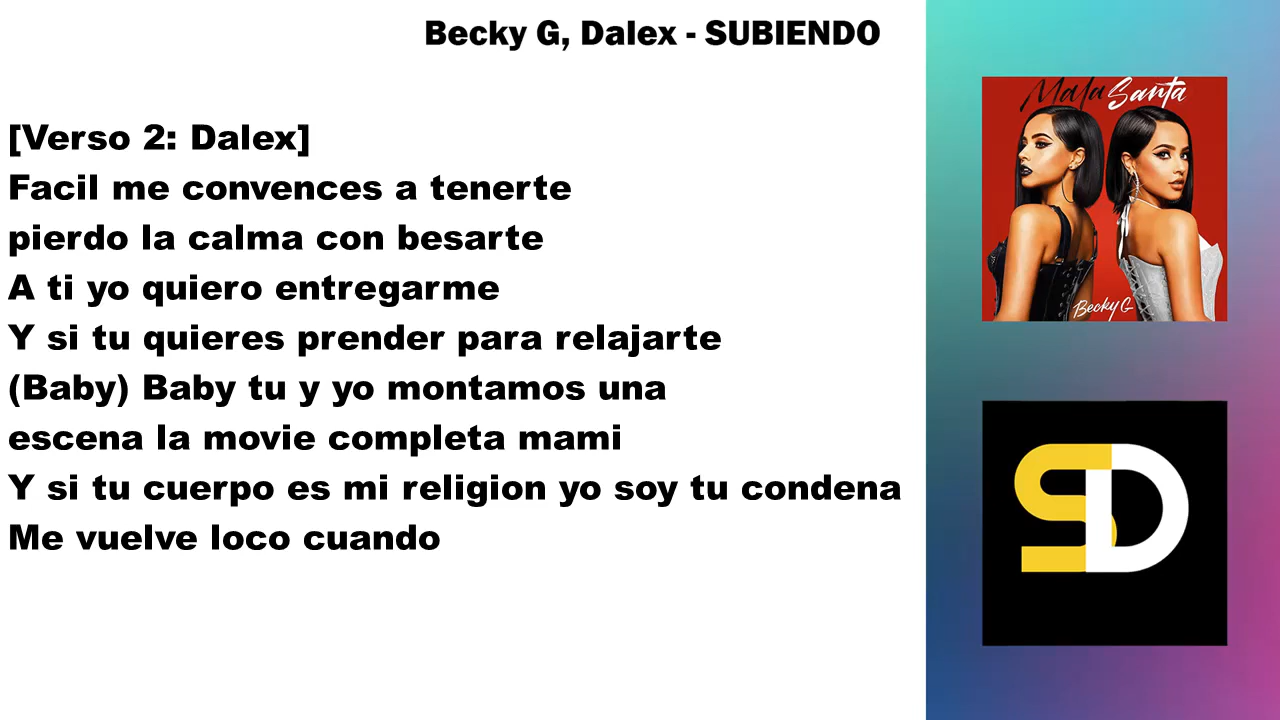 Becky G, Dalex - SUBIENDO
[Verso 2: Dalex]
Facil me convences a tenerte
pierdo la calma con besarte
A ti yo quiero entregarme
Y si tu quieres prender para relajarte
(Baby) Baby tu y yo montamos una
escena la movie completa mami
Y si tu cuerpo es mi religion yo soy tu condena
Me vuelve loco cuando
Mala Santa
Becky G
SD